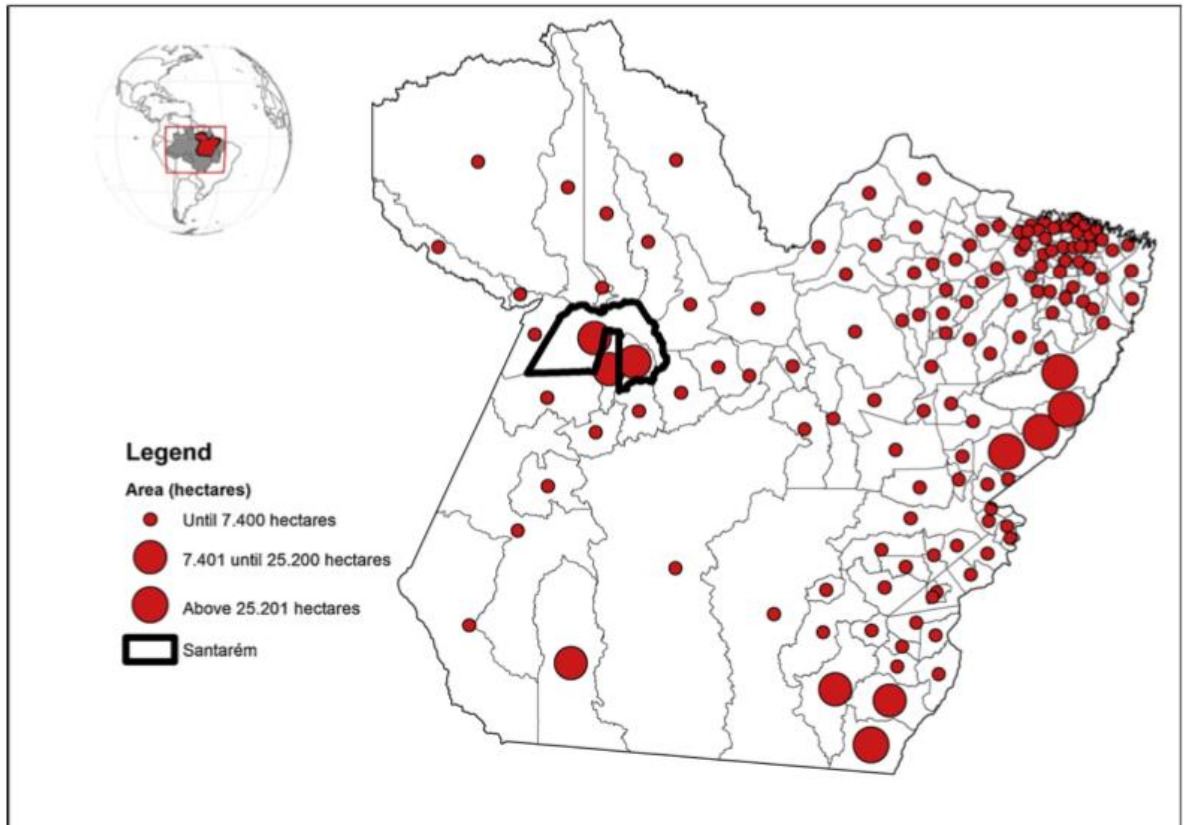 Legend
Area (hectares)
Until 7.400 hectares
7.401 until 25.200 hectares
Above 25.201 hectares
Santarém